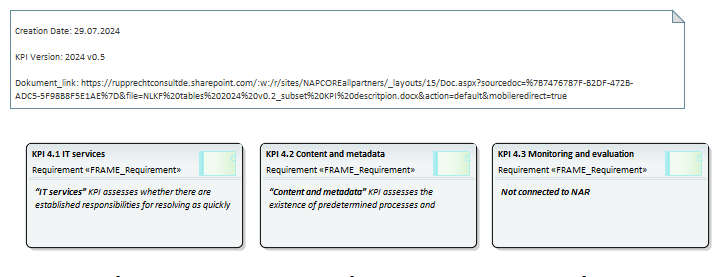 Creation Date: 29.07.2024
KPI Version: 2024 v0.5
Dokument_link: https://rupprechtconsultde.sharepoint.com/:w:/r/sites/NAPCOREallpartners/_layouts/15/Doc.aspx?sourcedoc=%7B7476787F-B2DF-472B-
ADC5-5F98B8F5E1AE%7D&file=NLKF%20tables%202024%20v0.2_subset%20KPI%20descritpion.docx&action=default&mobileredirect=true
KPI 4.1 IT services
Requirement «FRAME_Requirement»
"IT services" KPI assesses whether there are
established responsibilities for resolving as quickly
KPI 4.2 Content and metadata
Requirement «FRAME_Requirement»
"Content and metadata" KPI assesses the
existence of predetermined processes and
KPI 4.3 Monitoring and evaluation
Requirement «FRAME_Requirement»
Not connected to NAR